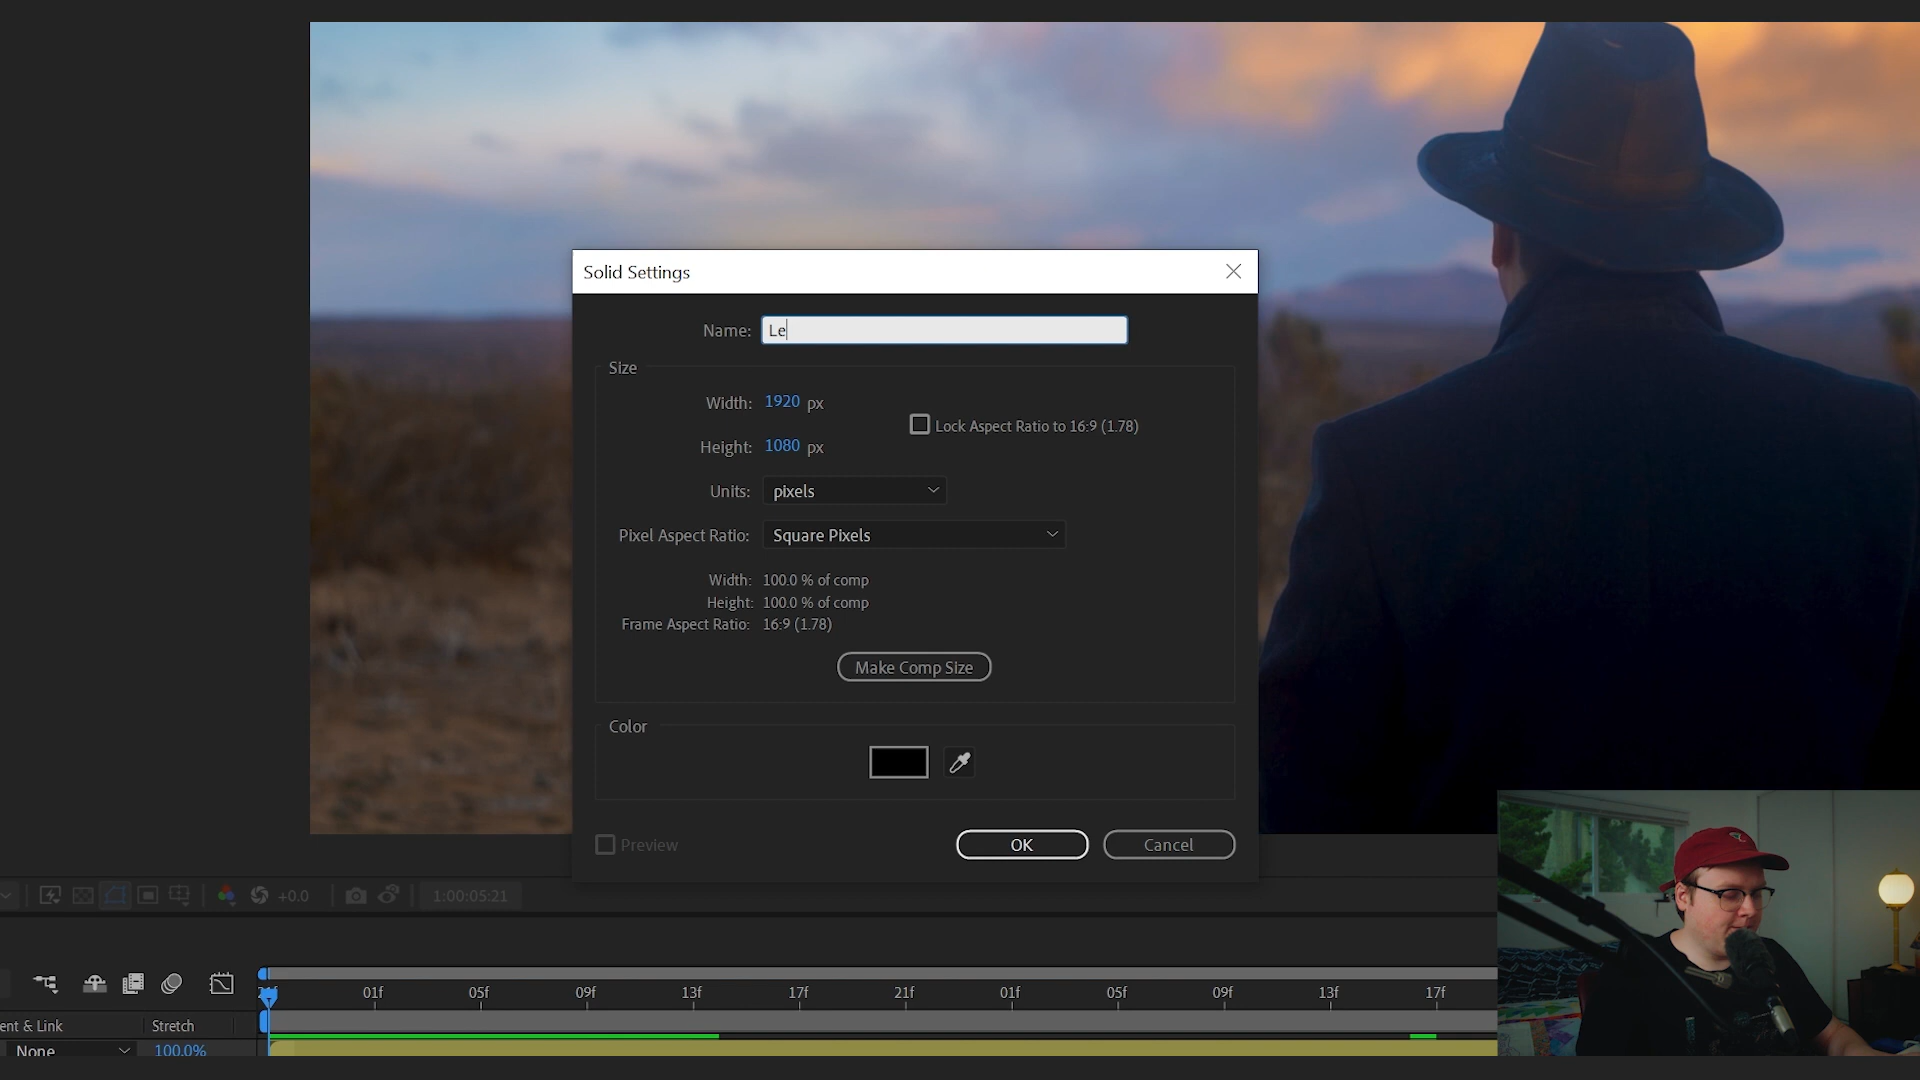 Solid Settings
Name: Le
Size
Width: 1920 px
Lock Aspect Ratio to 16:9 (1.78)
Height: 1080 px
Units: pixels
Pixel Aspect Ratio: Square Pixels
Width: 100.0 % of comp
Height: 100.0 % of comp
Frame Aspect Ratio: 16:9 (1.78)
Make Comp Size
Color
Preview
OK
Cancel
+0.0
1:00:05:21
01f 05f 09f 13f 17f 21f 01f 05f 09f 13f 17f
ent & Link Stretch
None 100.0%